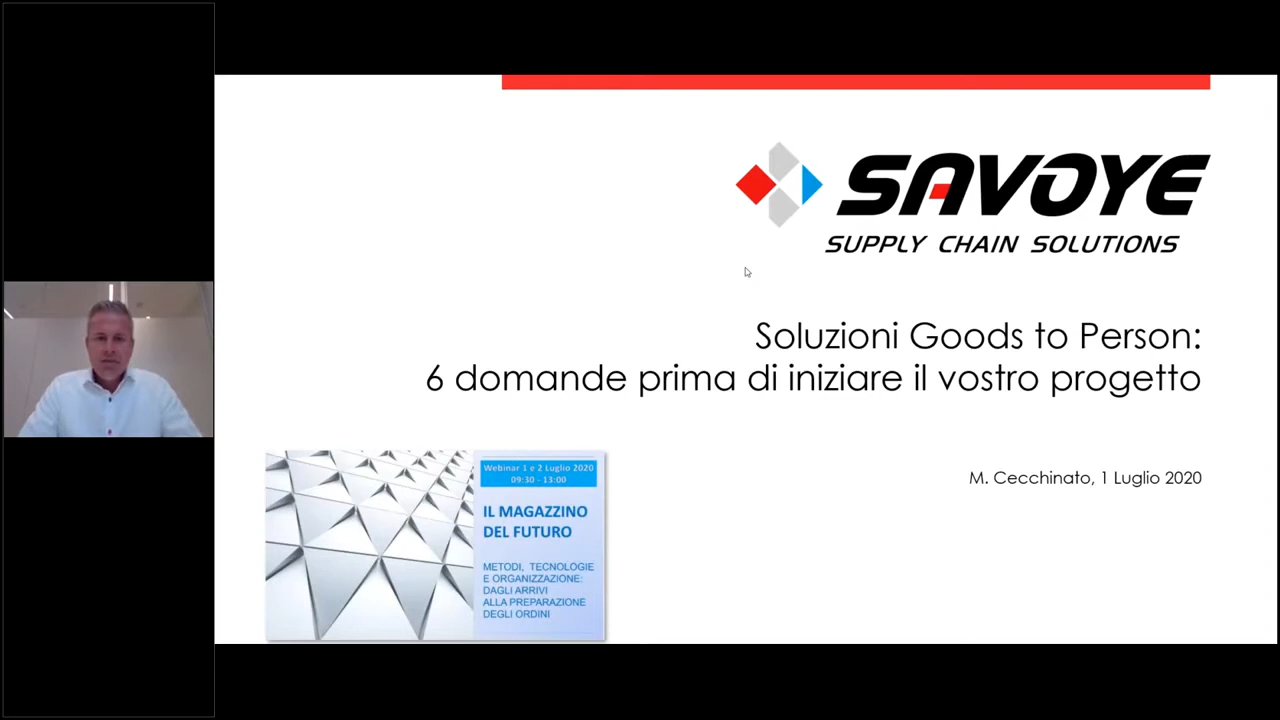 SAVOYE
SUPPLY CHAIN SOLUTIONS
Soluzioni Goods to Person:
6 domande prima di iniziare il vostro progetto
M. Cecchinato, 1 Luglio 2020
Webinar 1 e 2 Luglio 2020
09:30 - 13:00
IL MAGAZZINO
DEL FUTURO
METODI, TECNOLOGIE
E ORGANIZZAZIONE:
DAGLI ARRIVI
ALLA PREPARAZIONE
DEGLI ORDINI